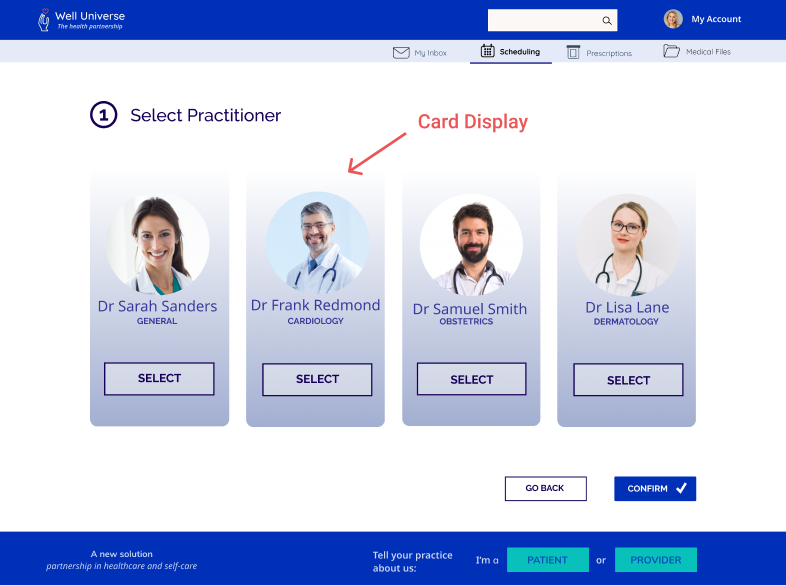 Well Universe
The health partnership
My Account
My Inbox
Scheduling
Prescriptions
Medical Files
1 Select Practitioner
Card Display
Dr Sarah Sanders
GENERAL
SELECT
Dr Frank Redmond
CARDIOLOGY
SELECT
Dr Samuel Smith
OBSTETRICS
SELECT
Dr Lisa Lane
DERMATOLOGY
SELECT
GO BACK
CONFIRM
A new solution
partnership in healthcare and self-care
Tell your practice
about us:
I'm a PATIENT or PROVIDER